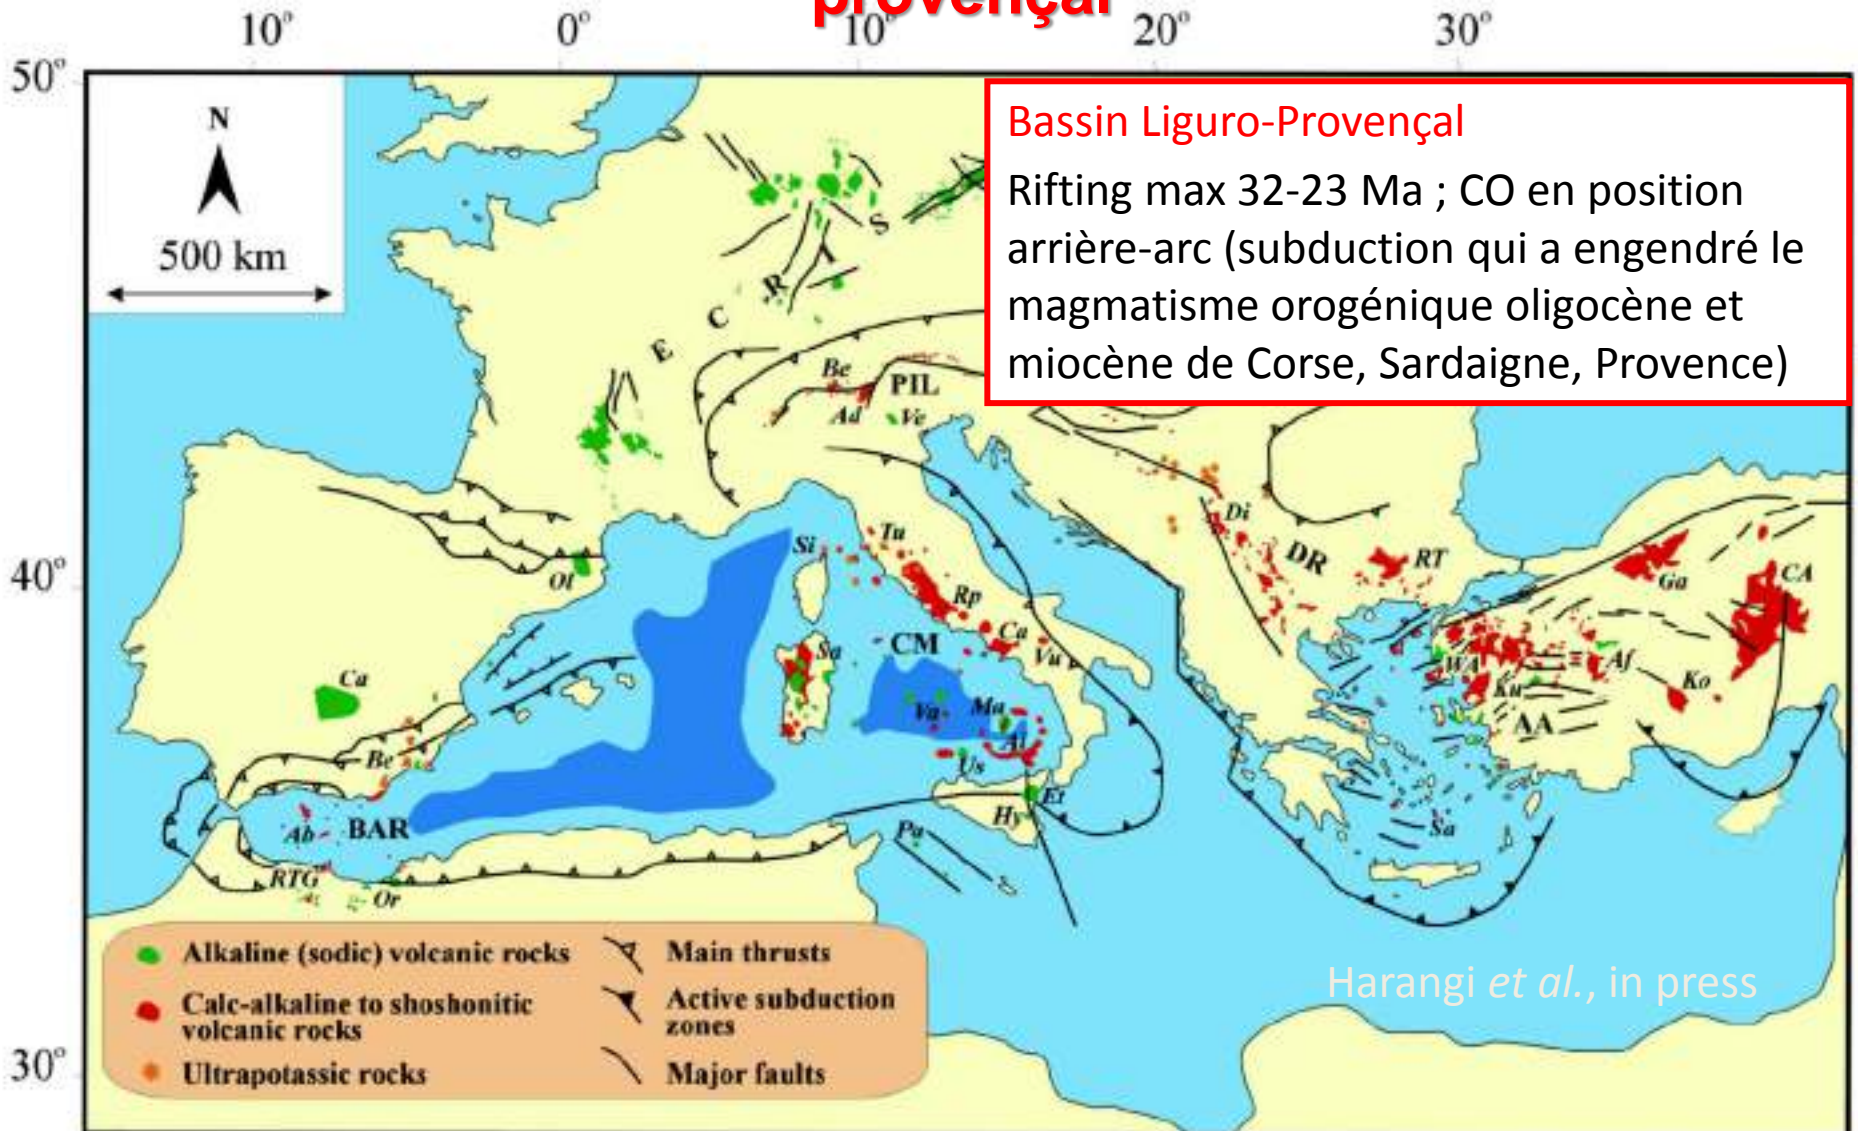 provençal
10° 0° 10° 20° 30°
50°
N
500 km
Bassin Liguro-Provençal
Rifting max 32-23 Ma ; CO en position
arrière-arc (subduction qui a engendré le
magmatisme orogénique oligocène et
miocène de Corse, Sardaigne, Provence)
E C R I S
Be
PIL
Ad
Ve
Di
DR
RT
Ga
CA
Si
Tu
Rp
Ca
Vu
CM
Sa
Ol
40°
Va
Ma
AI
Us
Et
Hy
Pa
WA
Ku
Af
Ko
AA
Sa
Ca
Be
Ab
BAR
RTG
Or
Alkaline (sodic) volcanic rocks
Calc-alkaline to shoshonitic
volcanic rocks
Ultrapotassic rocks
Main thrusts
Active subduction
zones
Major faults
Harangi et al., in press
30°